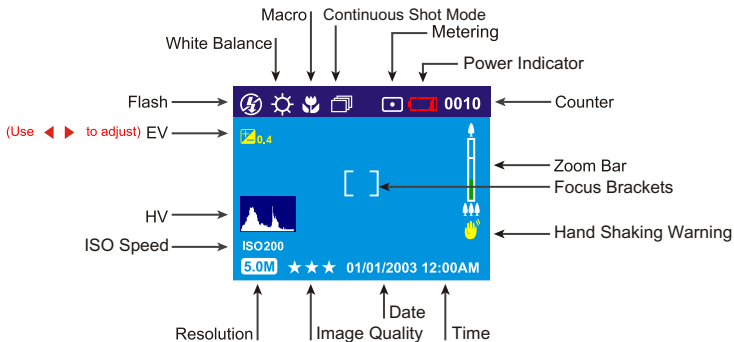 Macro Continuous Shot Mode
White Balance Metering
Power Indicator
Flash 0010 Counter
(Use ◀ ▶ to adjust) EV 0.4
Zoom Bar
Focus Brackets
HV
ISO Speed ISO200 Hand Shaking Warning
5.0M ★★★ 01/01/2003 12:00AM
Date
Resolution Image Quality Time